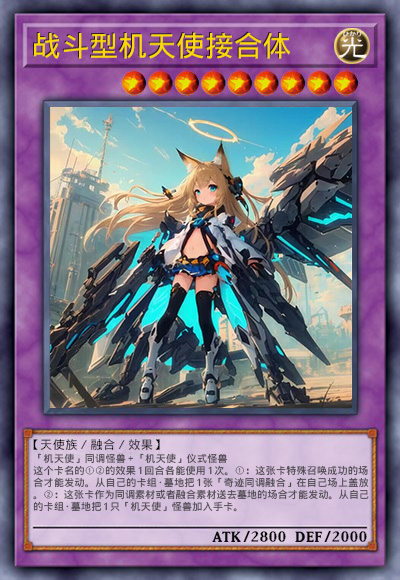 战斗型机天使接合体
ひかり
光
【天使族／融合／效果】
「机天使」同调怪兽＋「机天使」仪式怪兽
这个卡名的①②的效果1回合各能使用1次。①：这张卡特殊召唤成功的场
合才能发动。从自己的卡组·墓地把1张「奇迹同调融合」在自己场上盖放
。②：这张卡作为同调素材或者融合素材送去墓地的场合才能发动。从自己
的卡组·墓地把1只「机天使」怪兽加入手卡。
ATK/2800 DEF/2000